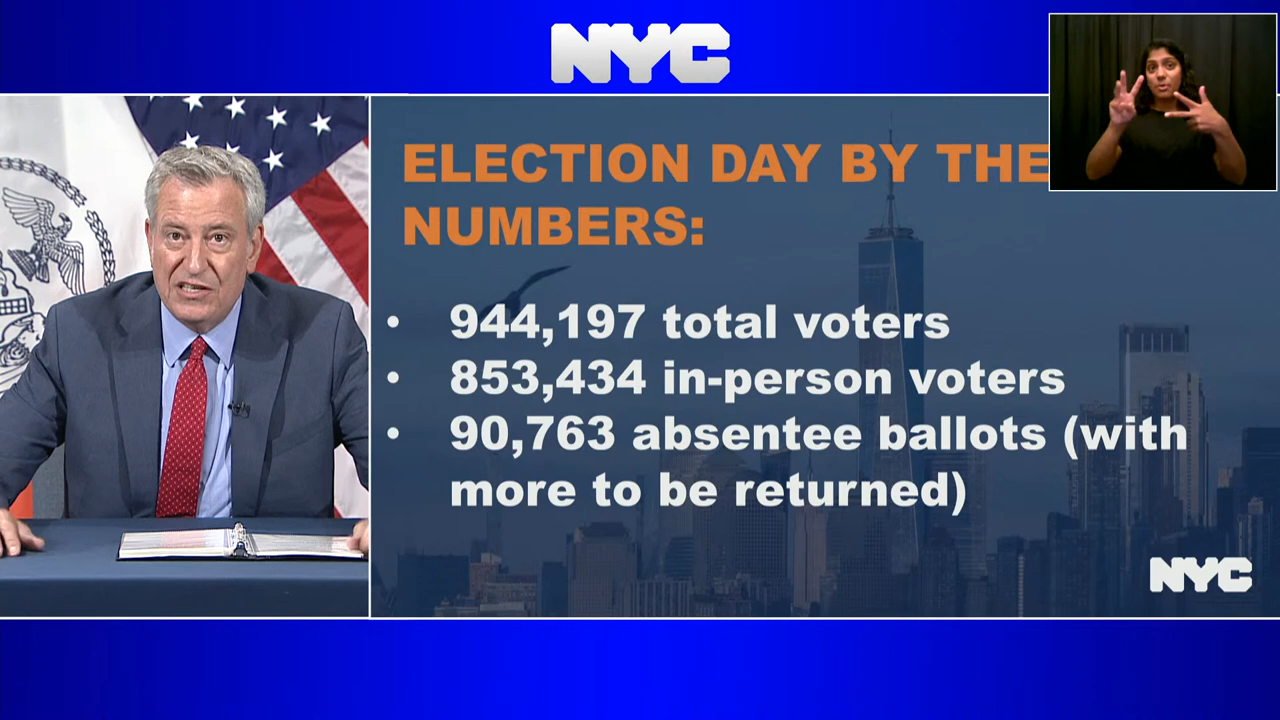 NYC
ELECTION DAY BY THE
NUMBERS:
• 944,197 total voters
• 853,434 in-person voters
• 90,763 absentee ballots (with
more to be returned)
NYC